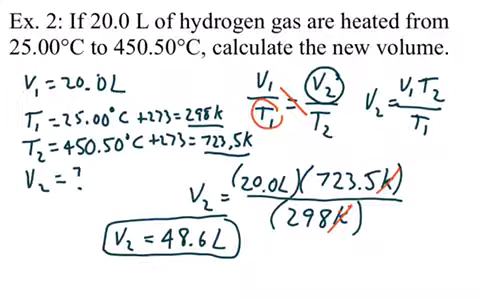 Ex. 2: If 20.0 L of hydrogen gas are heated from
25.00°C to 450.50°C, calculate the new volume.
V₁ = 20.0L
T₁ = 25.00°C +273 = 298k
T₂ = 450.50°C +273 = 723.5k
V₂ = ?
V₁/T₁ = V₂/T₂
V₂ = V₁T₂/T₁
V₂ = (20.0L)(723.5k)/(298k)
V₂ = 48.6L